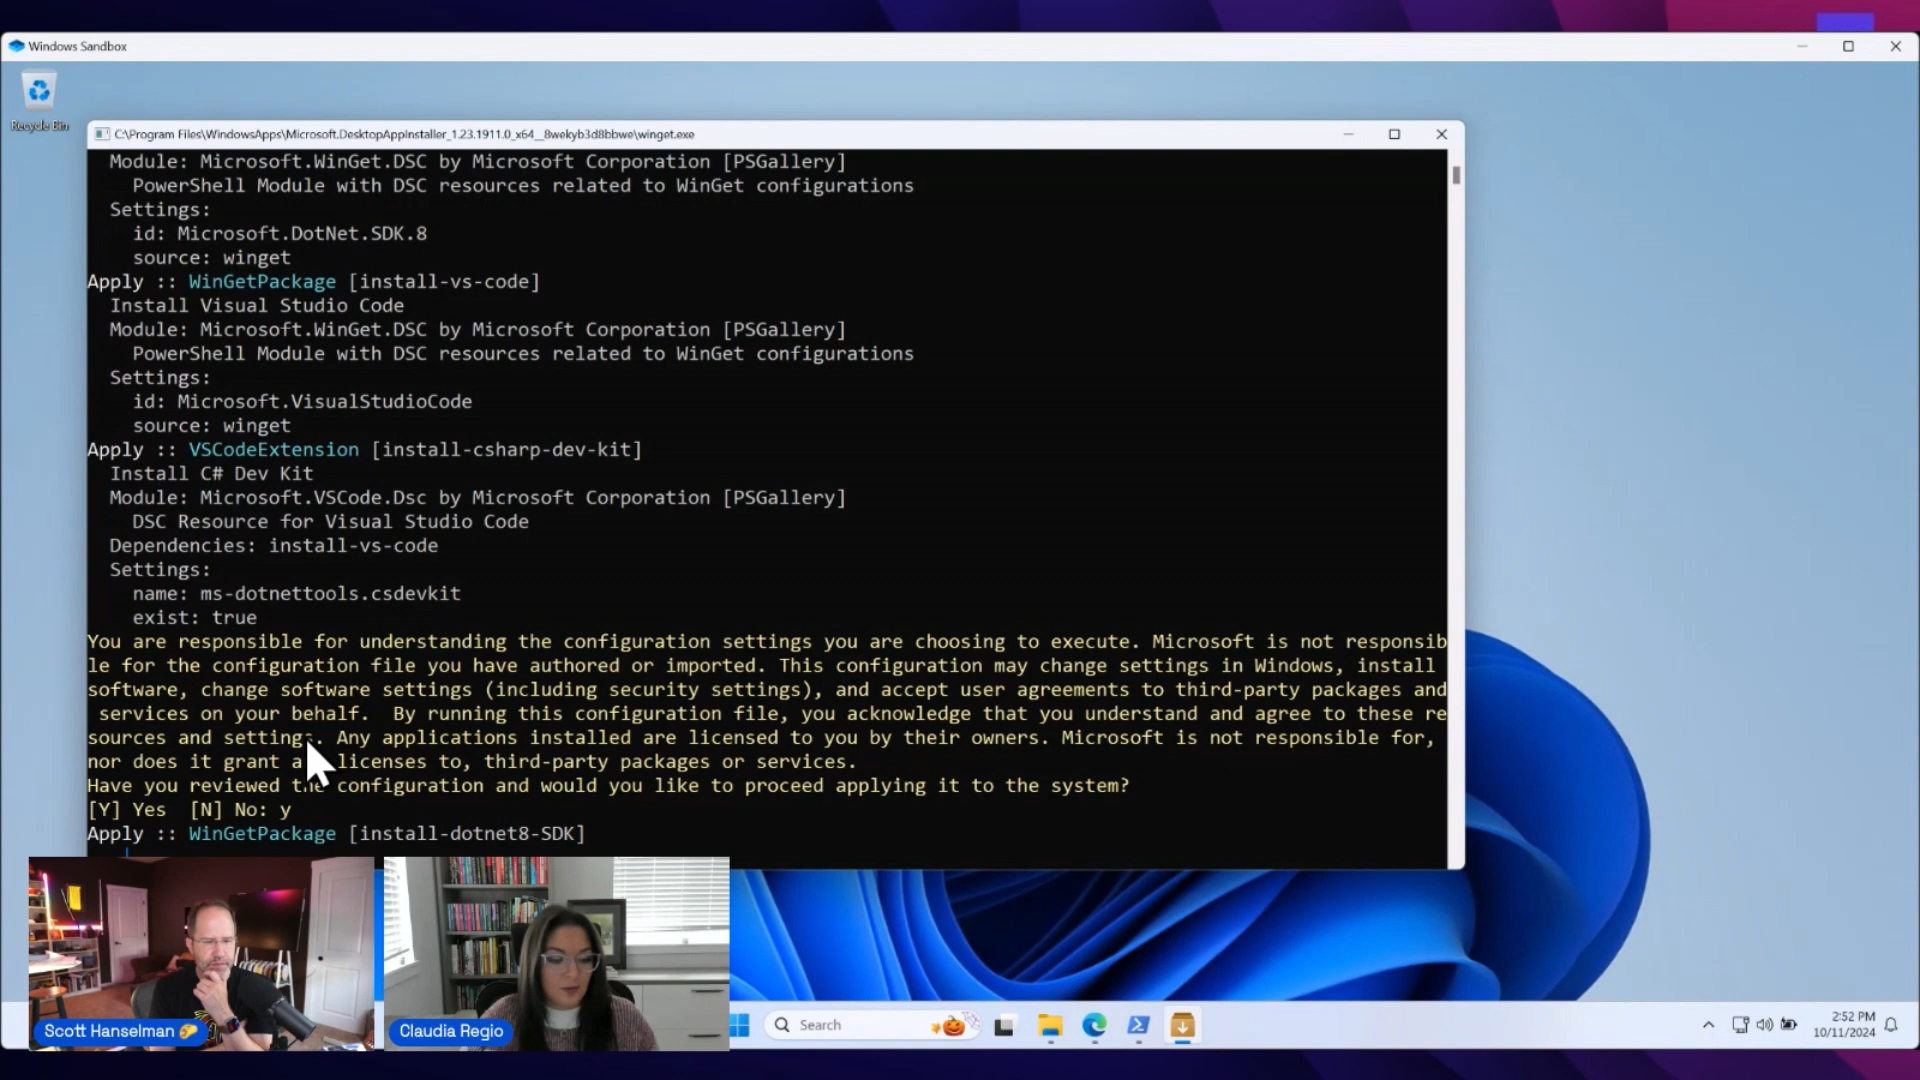 Windows Sandbox
Recycle Bin
C:\Program Files\WindowsApps\Microsoft.DesktopAppInstaller_1.23.1911.0_x64__8wekyb3d8bbwe\winget.exe
Module: Microsoft.WinGet.DSC by Microsoft Corporation [PSGallery]
PowerShell Module with DSC resources related to WinGet configurations
Settings:
id: Microsoft.DotNet.SDK.8
source: winget
Apply :: WinGetPackage [install-vs-code]
Install Visual Studio Code
Module: Microsoft.WinGet.DSC by Microsoft Corporation [PSGallery]
PowerShell Module with DSC resources related to WinGet configurations
Settings:
id: Microsoft.VisualStudioCode
source: winget
Apply :: VSCodeExtension [install-csharp-dev-kit]
Install C# Dev Kit
Module: Microsoft.VSCode.Dsc by Microsoft Corporation [PSGallery]
DSC Resource for Visual Studio Code
Dependencies: install-vs-code
Settings:
name: ms-dotnettools.csdevkit
exist: true
You are responsible for understanding the configuration settings you are choosing to execute. Microsoft is not responsib
le for the configuration file you have authored or imported. This configuration may change settings in Windows, install
software, change software settings (including security settings), and accept user agreements to third-party packages and
services on your behalf.  By running this configuration file, you acknowledge that you understand and agree to these re
sources and settings. Any applications installed are licensed to you by their owners. Microsoft is not responsible for,
nor does it grant a licenses to, third-party packages or services.
Have you reviewed the configuration and would you like to proceed applying it to the system?
[Y] Yes  [N] No: y
Apply :: WinGetPackage [install-dotnet8-SDK]
Scott Hanselman 🌮
Claudia Regio
Search
2:52 PM
10/11/2024